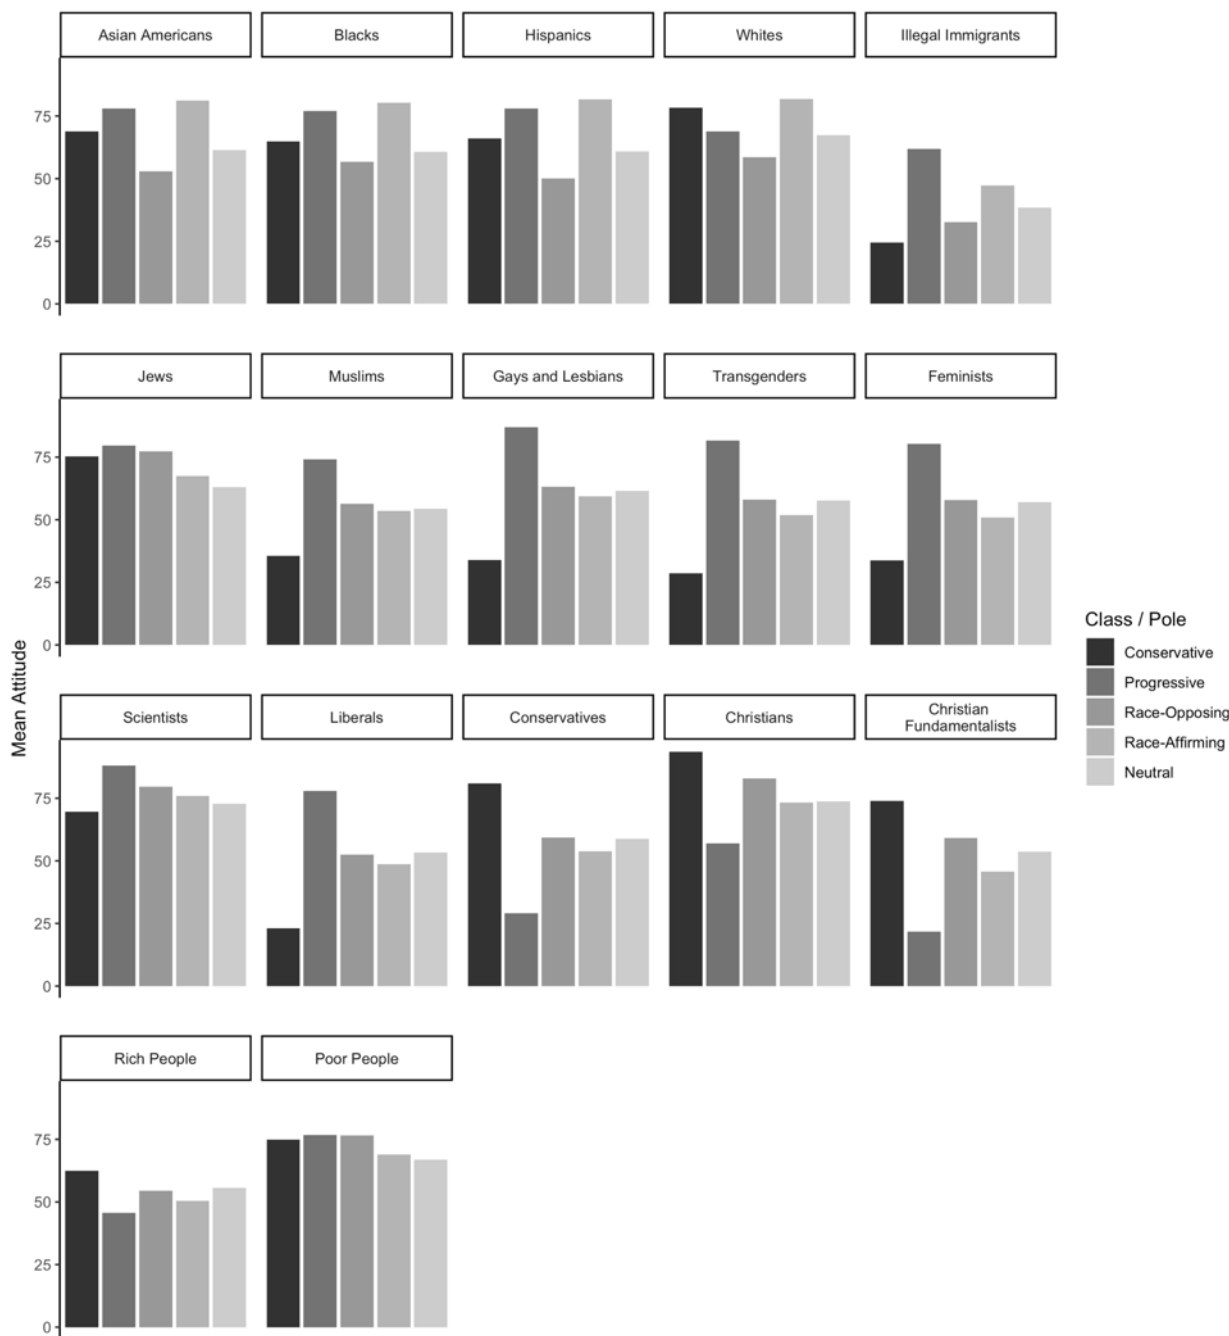 Asian Americans
Blacks
Hispanics
Whites
Illegal Immigrants
75
50
25
0
Jews
Muslims
Gays and Lesbians
Transgenders
Feminists
75
50
25
0
Mean Attitude
Scientists
Liberals
Conservatives
Christians
Christian
Fundamentalists
75
50
25
0
Rich People
Poor People
75
50
25
0
Class / Pole
Conservative
Progressive
Race-Opposing
Race-Affirming
Neutral